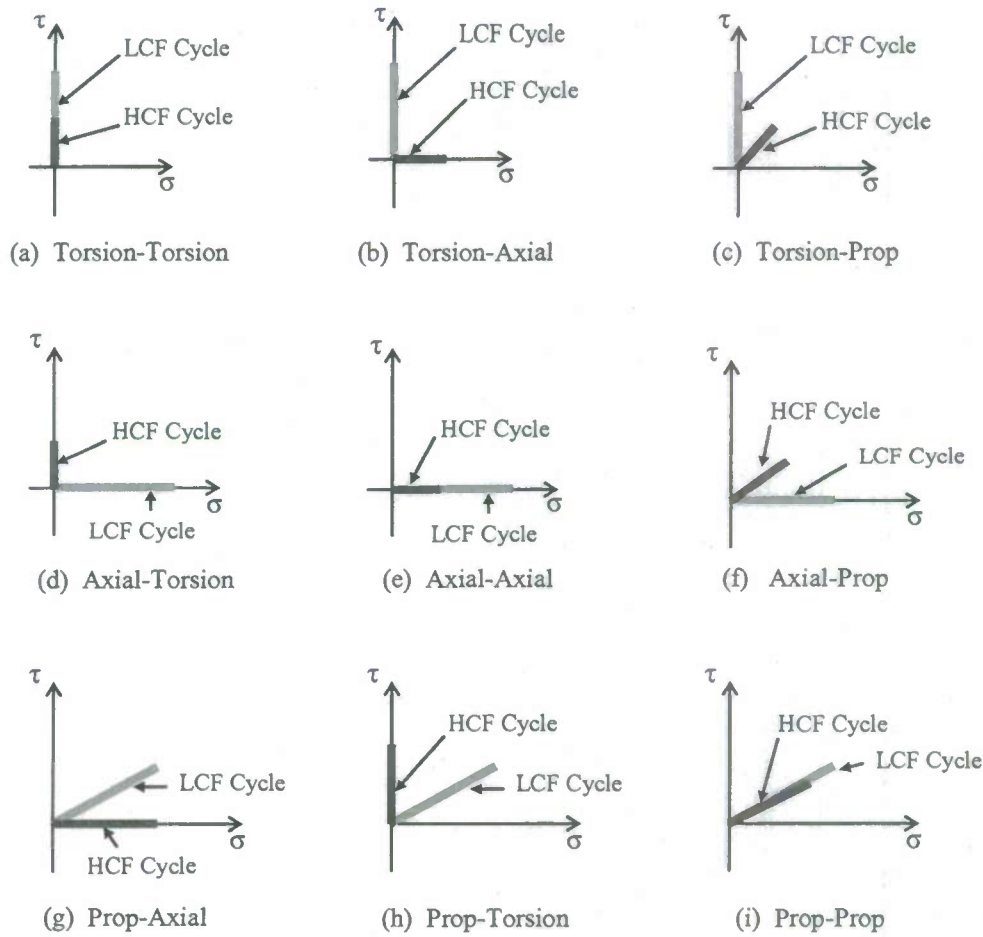 τ
LCF Cycle
HCF Cycle
σ
(a) Torsion-Torsion
τ
LCF Cycle
HCF Cycle
σ
(b) Torsion-Axial
τ
LCF Cycle
HCF Cycle
σ
(c) Torsion-Prop
τ
HCF Cycle
σ
LCF Cycle
(d) Axial-Torsion
τ
HCF Cycle
σ
LCF Cycle
(e) Axial-Axial
τ
HCF Cycle
LCF Cycle
σ
(f) Axial-Prop
τ
LCF Cycle
σ
HCF Cycle
(g) Prop-Axial
τ
HCF Cycle
LCF Cycle
σ
(h) Prop-Torsion
τ
HCF Cycle
LCF Cycle
σ
(i) Prop-Prop